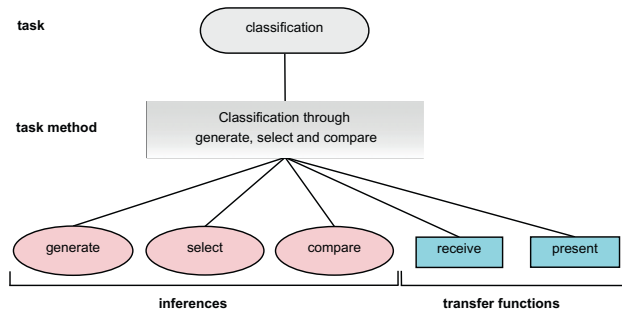 task
classification
task method
Classification through
generate, select and compare
generate
select
compare
receive
present
inferences
transfer functions